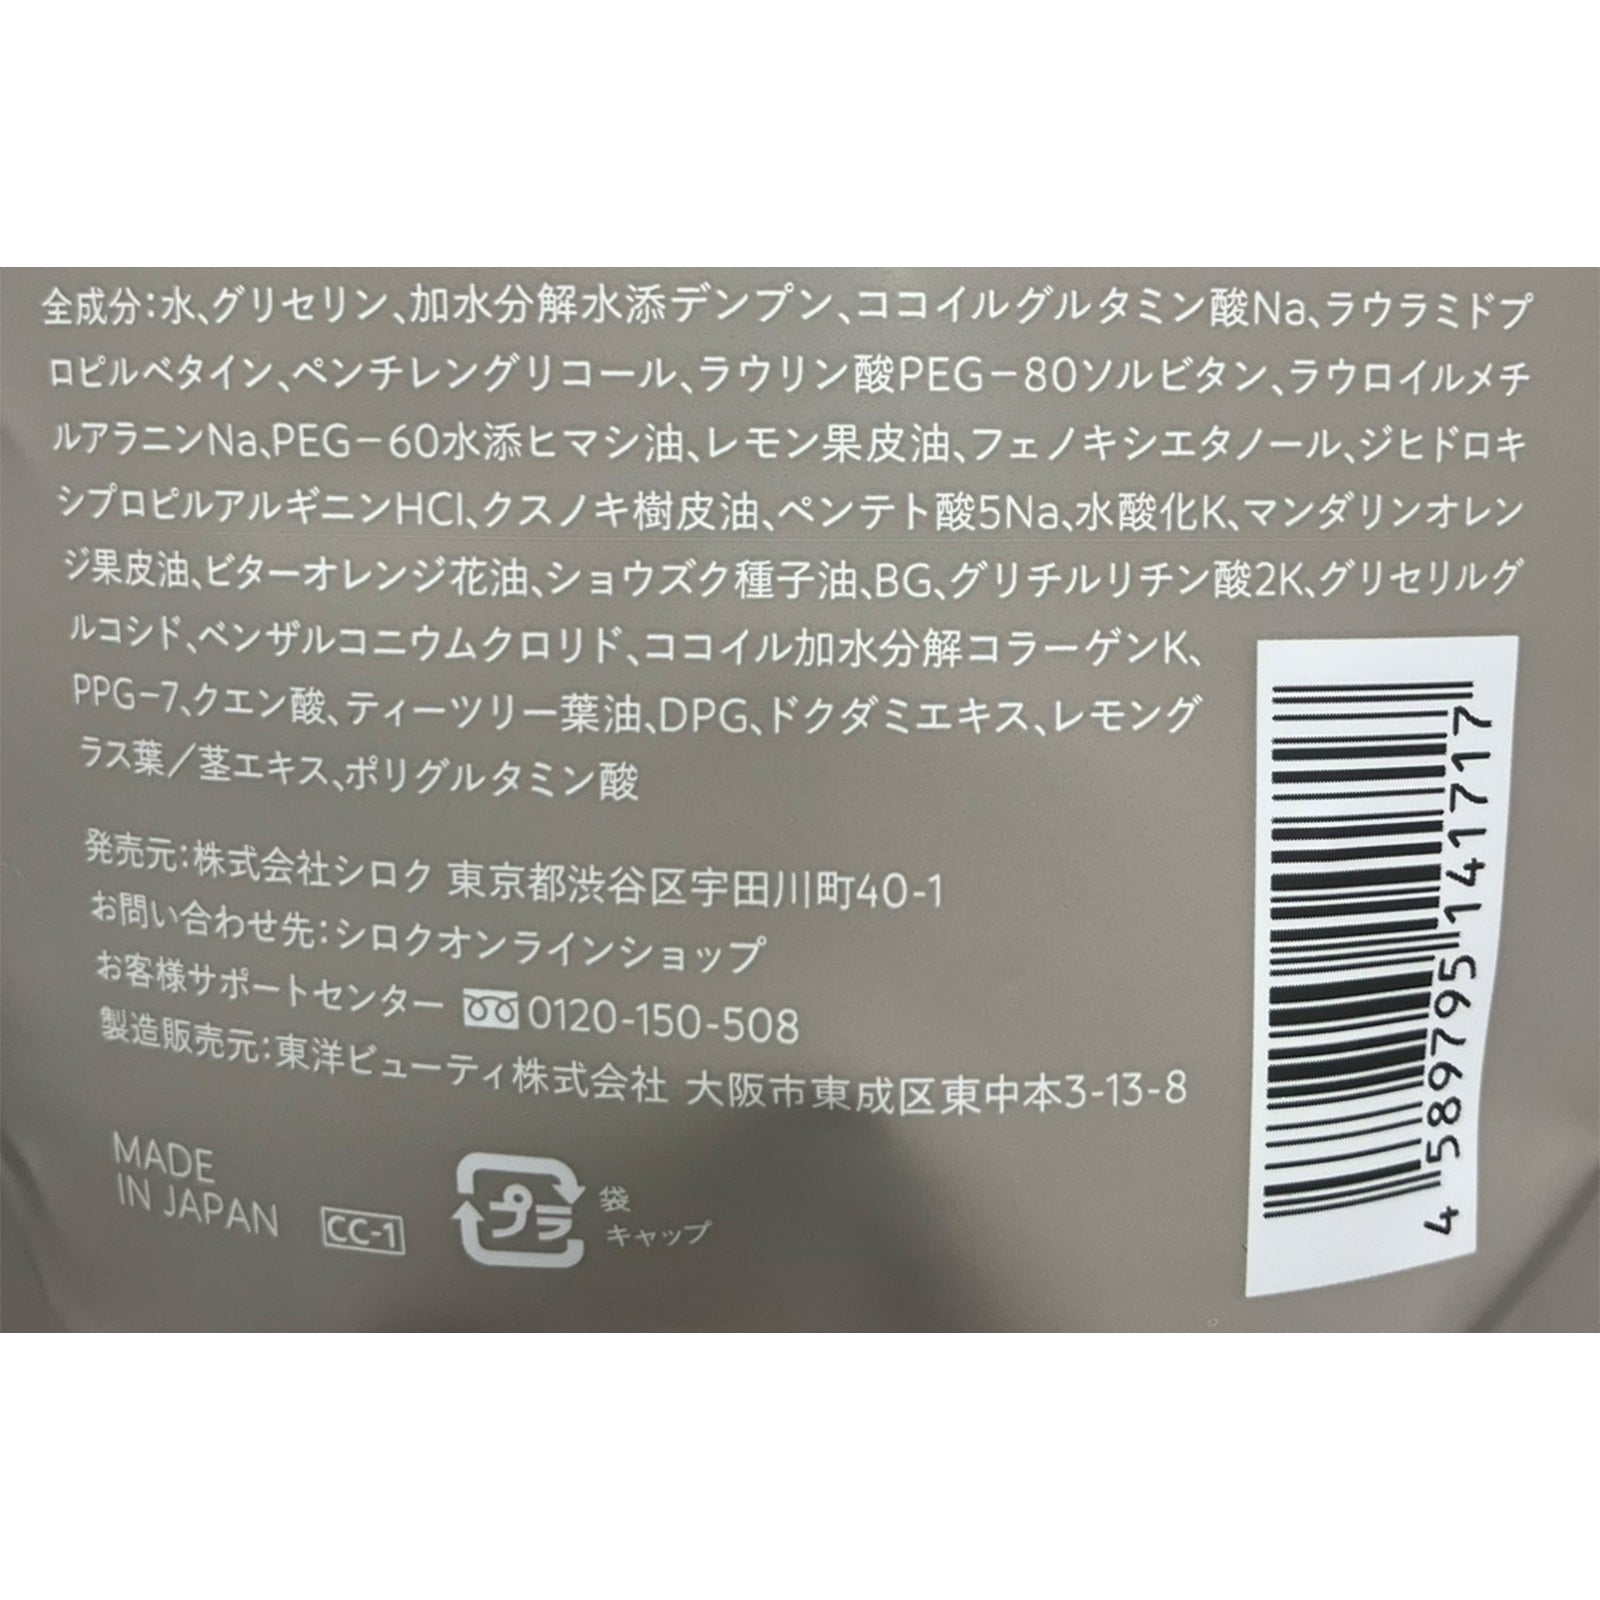 全成分：水、グリセリン、加水分解水添デンプン、ココイルグルタミン酸Na、ラウラミドプ
ロピルベタイン、ペンチレングリコール、ラウリン酸PEG－80ソルビタン、ラウロイルメチ
ルアラニンNa、PEG－60水添ヒマシ油、レモン果皮油、フェノキシエタノール、ジヒドロキ
シプロピルアルギニンHCl、クスノキ樹皮油、ペンテト酸5Na、水酸化K、マンダリンオレン
ジ果皮油、ビターオレンジ花油、ショウズク種子油、BG、グリチルリチン酸2K、グリセリルグ
ルコシド、ベンザルコニウムクロリド、ココイル加水分解コラーゲンK、
PPG－7、クエン酸、ティーツリー葉油、DPG、ドクダミエキス、レモング
ラス葉／茎エキス、ポリグルタミン酸
発売元：株式会社シロク 東京都渋谷区宇田川町40-1
お問い合わせ先：シロクオンラインショップ
お客様サポートセンター 0120-150-508
製造販売元：東洋ビューティ株式会社 大阪市東成区東中本3-13-8
MADE
IN JAPAN
CC-1
プラ
袋
キャップ
4589795141717